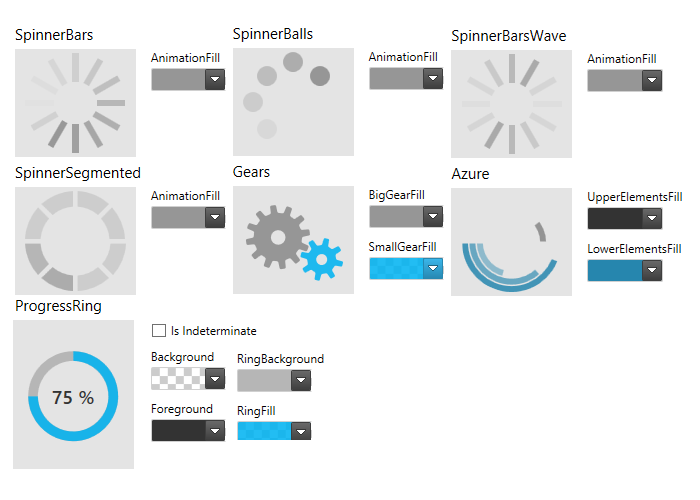 SpinnerBars
AnimationFill
SpinnerBalls
AnimationFill
SpinnerBarsWave
AnimationFill
SpinnerSegmented
AnimationFill
Gears
BigGearFill
SmallGearFill
Azure
UpperElementsFill
LowerElementsFill
ProgressRing
75 %
Is Indeterminate
Background
RingBackground
Foreground
RingFill